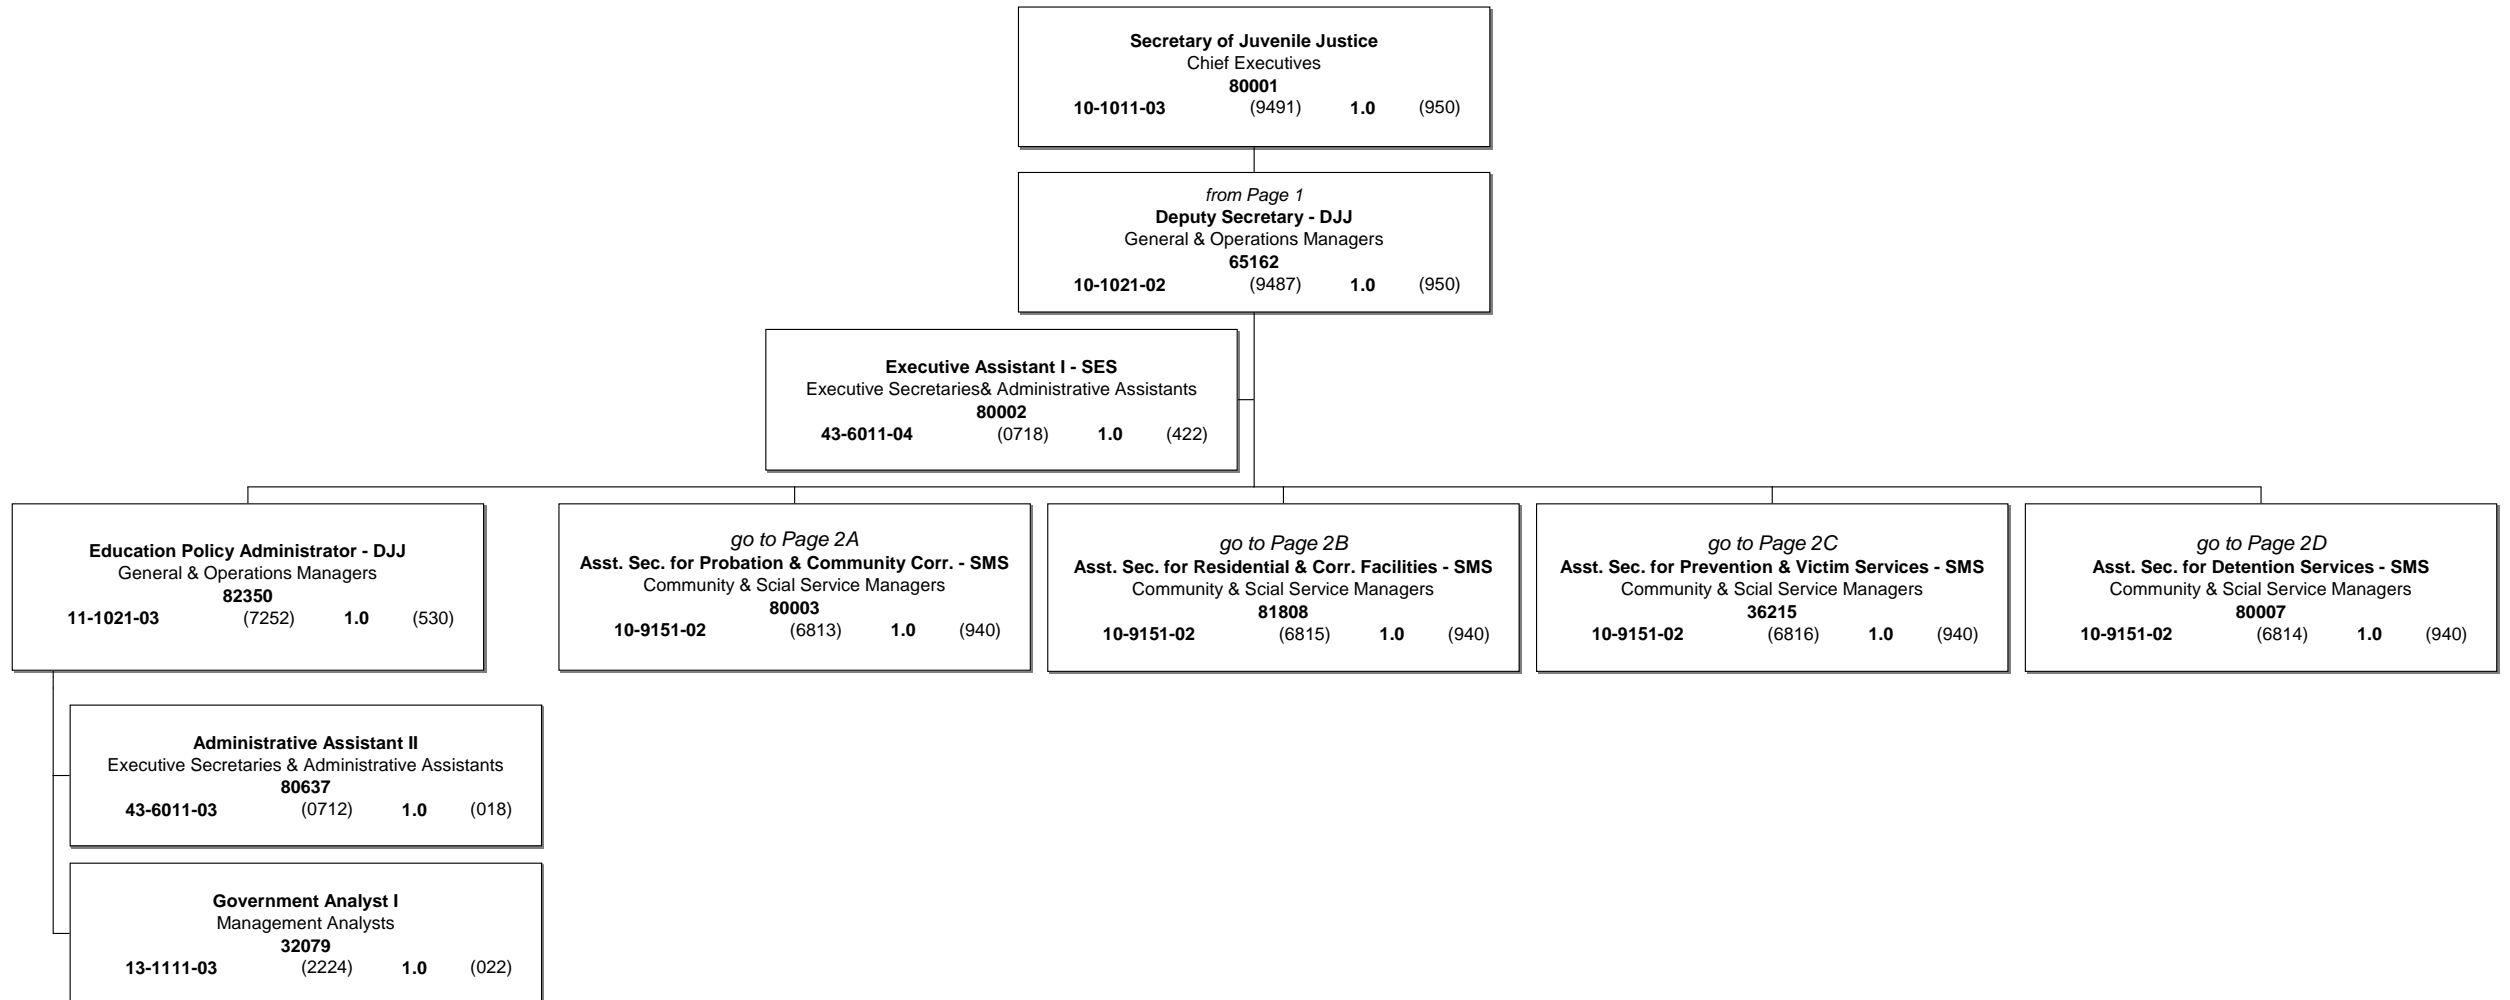 Secretary of Juvenile Justice
Chief Executives
80001
10-1011-03 (9491) 1.0 (950)
from Page 1
Deputy Secretary - DJJ
General & Operations Managers
65162
10-1021-02 (9487) 1.0 (950)
Executive Assistant I - SES
Executive Secretaries& Administrative Assistants
80002
43-6011-04 (0718) 1.0 (422)
Education Policy Administrator - DJJ
General & Operations Managers
82350
11-1021-03 (7252) 1.0 (530)
go to Page 2A
Asst. Sec. for Probation & Community Corr. - SMS
Community & Scial Service Managers
80003
10-9151-02 (6813) 1.0 (940)
go to Page 2B
Asst. Sec. for Residential & Corr. Facilities - SMS
Community & Scial Service Managers
81808
10-9151-02 (6815) 1.0 (940)
go to Page 2C
Asst. Sec. for Prevention & Victim Services - SMS
Community & Scial Service Managers
36215
10-9151-02 (6816) 1.0 (940)
go to Page 2D
Asst. Sec. for Detention Services - SMS
Community & Scial Service Managers
80007
10-9151-02 (6814) 1.0 (940)
Administrative Assistant II
Executive Secretaries & Administrative Assistants
80637
43-6011-03 (0712) 1.0 (018)
Government Analyst I
Management Analysts
32079
13-1111-03 (2224) 1.0 (022)